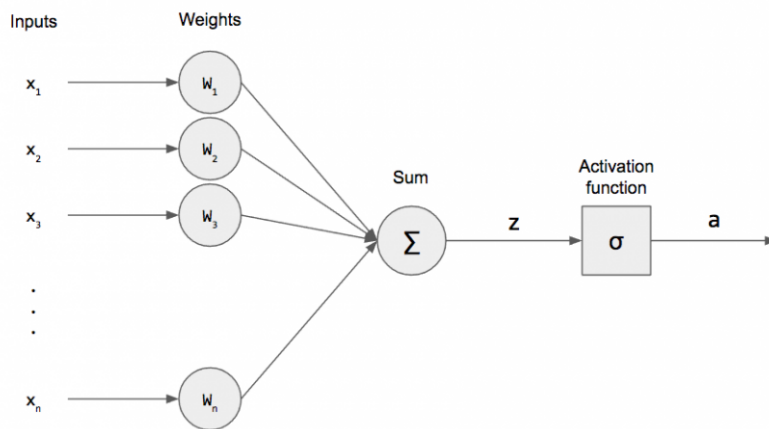 Inputs
Weights
x₁
W₁
x₂
W₂
x₃
W₃
Sum
Activation
function
Σ
z
σ
a
.
.
.
xₙ
Wₙ